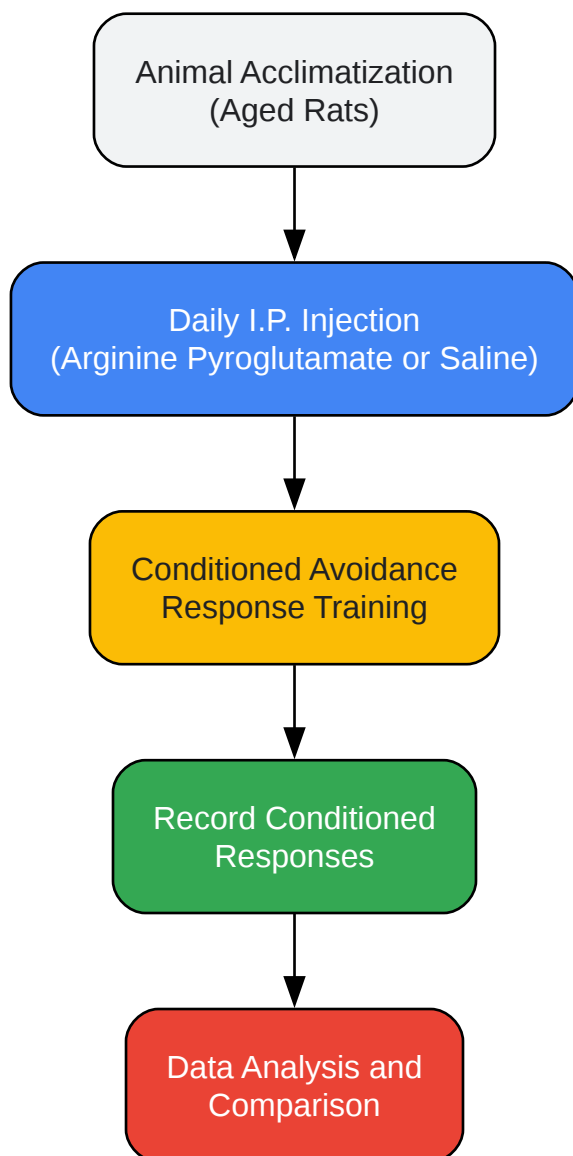 Animal Acclimatization
(Aged Rats)
Daily I.P. Injection
(Arginine Pyroglutamate or Saline)
Conditioned Avoidance
Response Training
Record Conditioned
Responses
Data Analysis and
Comparison